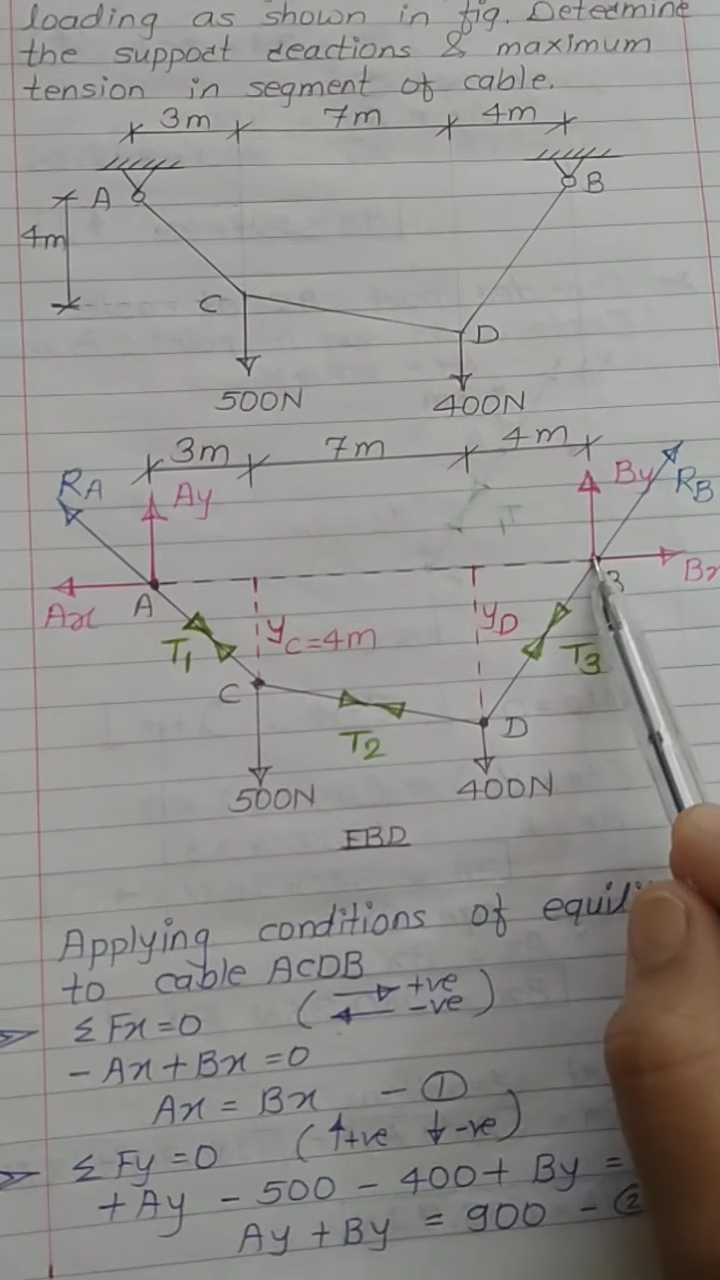 loading as shown in fig. Determine
the support reactions & maximum
tension in segment of cable.
3m 7m 4m
A B
4m
C
D
500N 400N
3m 7m 4m
RA Ay By RB
Ax A Bx
T1 yc=4m yD T3
C T2 D
500N 400N
FBD
Applying conditions of
to cable ACDB
ΣFx=0 (→+ve ←-ve)
-Ax+Bx=0
Ax = Bx - ①
ΣFy=0 (↑+ve ↓-ve)
+Ay - 500 - 400 + By =
Ay + By = 900 - ②